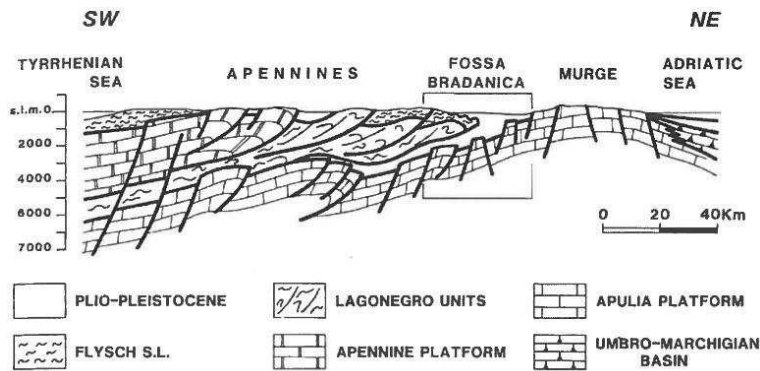 SW NE
TYRRHENIAN SEA APENNINES FOSSA BRADANICA MURGE ADRIATIC SEA
s.l.m.0
2000
4000
6000
7000
0 20 40Km
PLIO-PLEISTOCENE LAGONEGRO UNITS APULIA PLATFORM
FLYSCH S.L. APENNINE PLATFORM UMBRO-MARCHIGIAN BASIN